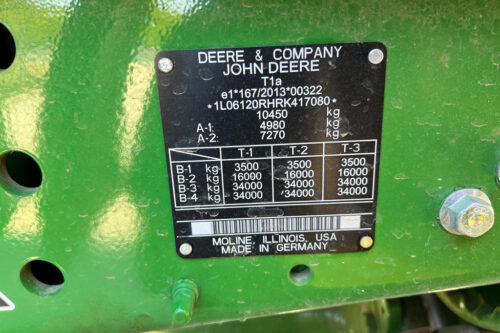 DEERE & COMPANY
JOHN DEERE
T1a
e1*167/2013*00322
*1L06120RHRK417080*
10450 kg
A-1: 4980 kg
A-2: 7270 kg
T-1 T-2 T-3
B-1 kg 3500 3500 3500
B-2 kg 16000 16000 16000
B-3 kg 34000 34000 34000
B-4 kg 34000 34000 34000
MOLINE, ILLINOIS, USA
MADE IN GERMANY